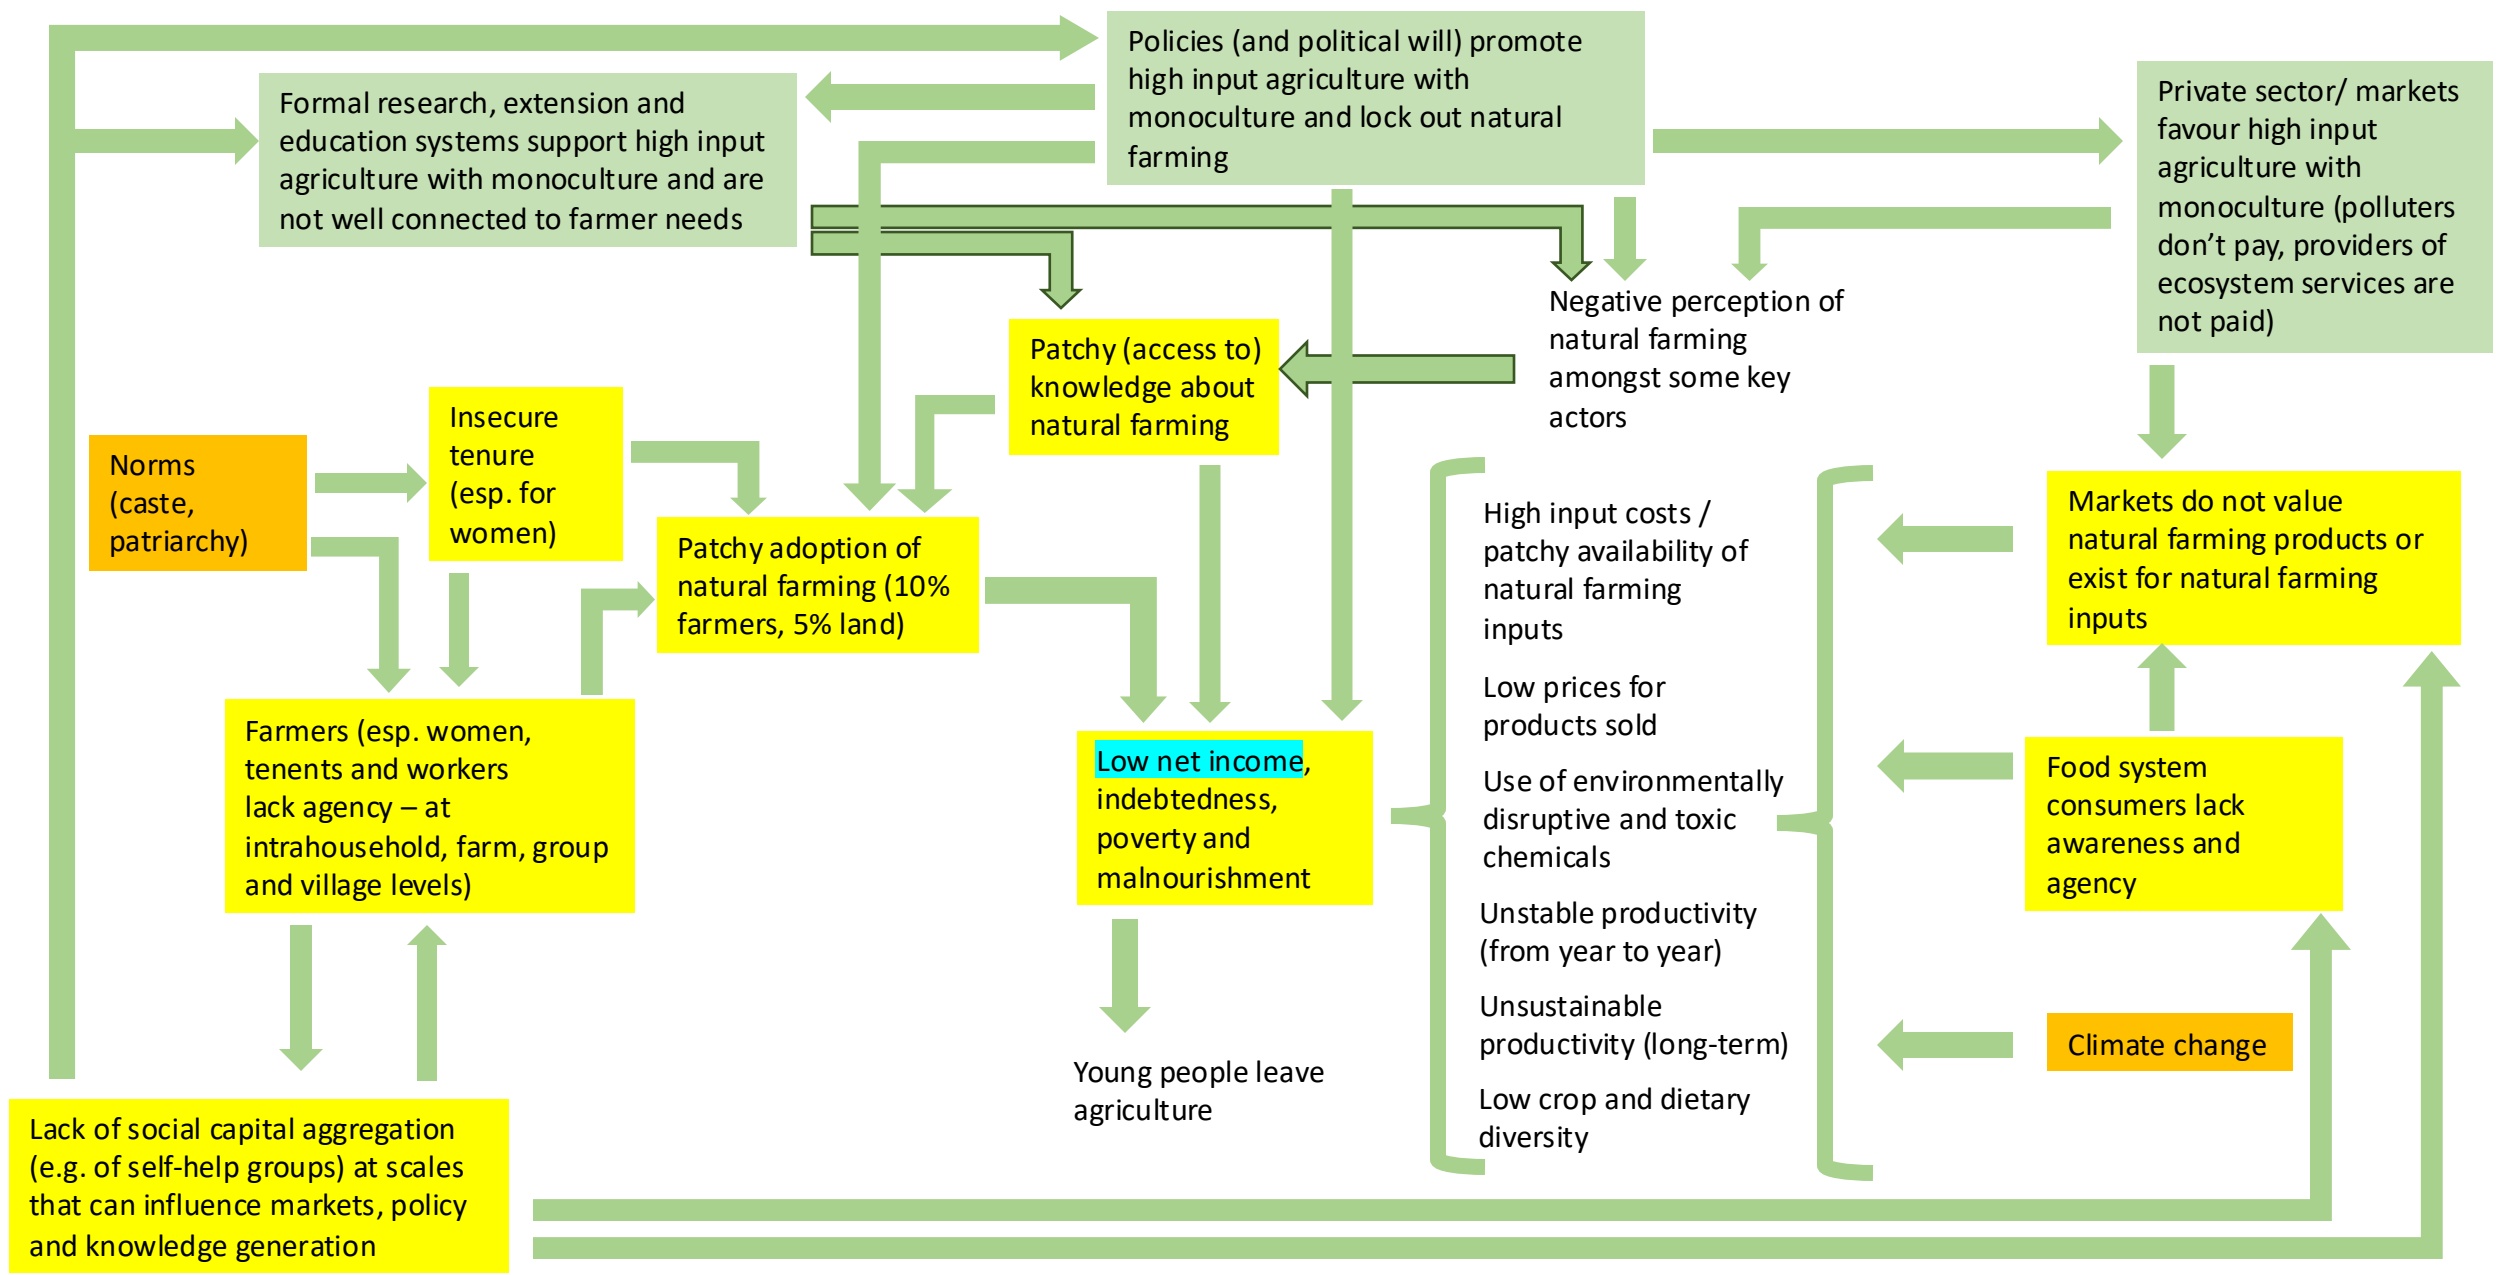 Policies (and political will) promote
high input agriculture with
monoculture and lock out natural
farming
Formal research, extension and
education systems support high input
agriculture with monoculture and are
not well connected to farmer needs
Private sector/ markets
favour high input
agriculture with
monoculture (polluters
don’t pay, providers of
ecosystem services are
not paid)
Negative perception of
natural farming
amongst some key
actors
Patchy (access to)
knowledge about
natural farming
Insecure
tenure
(esp. for
women)
Norms
(caste,
patriarchy)
Patchy adoption of
natural farming (10%
farmers, 5% land)
High input costs /
patchy availability of
natural farming
inputs
Low prices for
products sold
Use of environmentally
disruptive and toxic
chemicals
Unstable productivity
(from year to year)
Unsustainable
productivity (long-term)
Low crop and dietary
diversity
Markets do not value
natural farming products or
exist for natural farming
inputs
Farmers (esp. women,
tenents and workers
lack agency – at
intrahousehold, farm, group
and village levels)
Low net income,
indebtedness,
poverty and
malnourishment
Food system
consumers lack
awareness and
agency
Climate change
Young people leave
agriculture
Lack of social capital aggregation
(e.g. of self-help groups) at scales
that can influence markets, policy
and knowledge generation